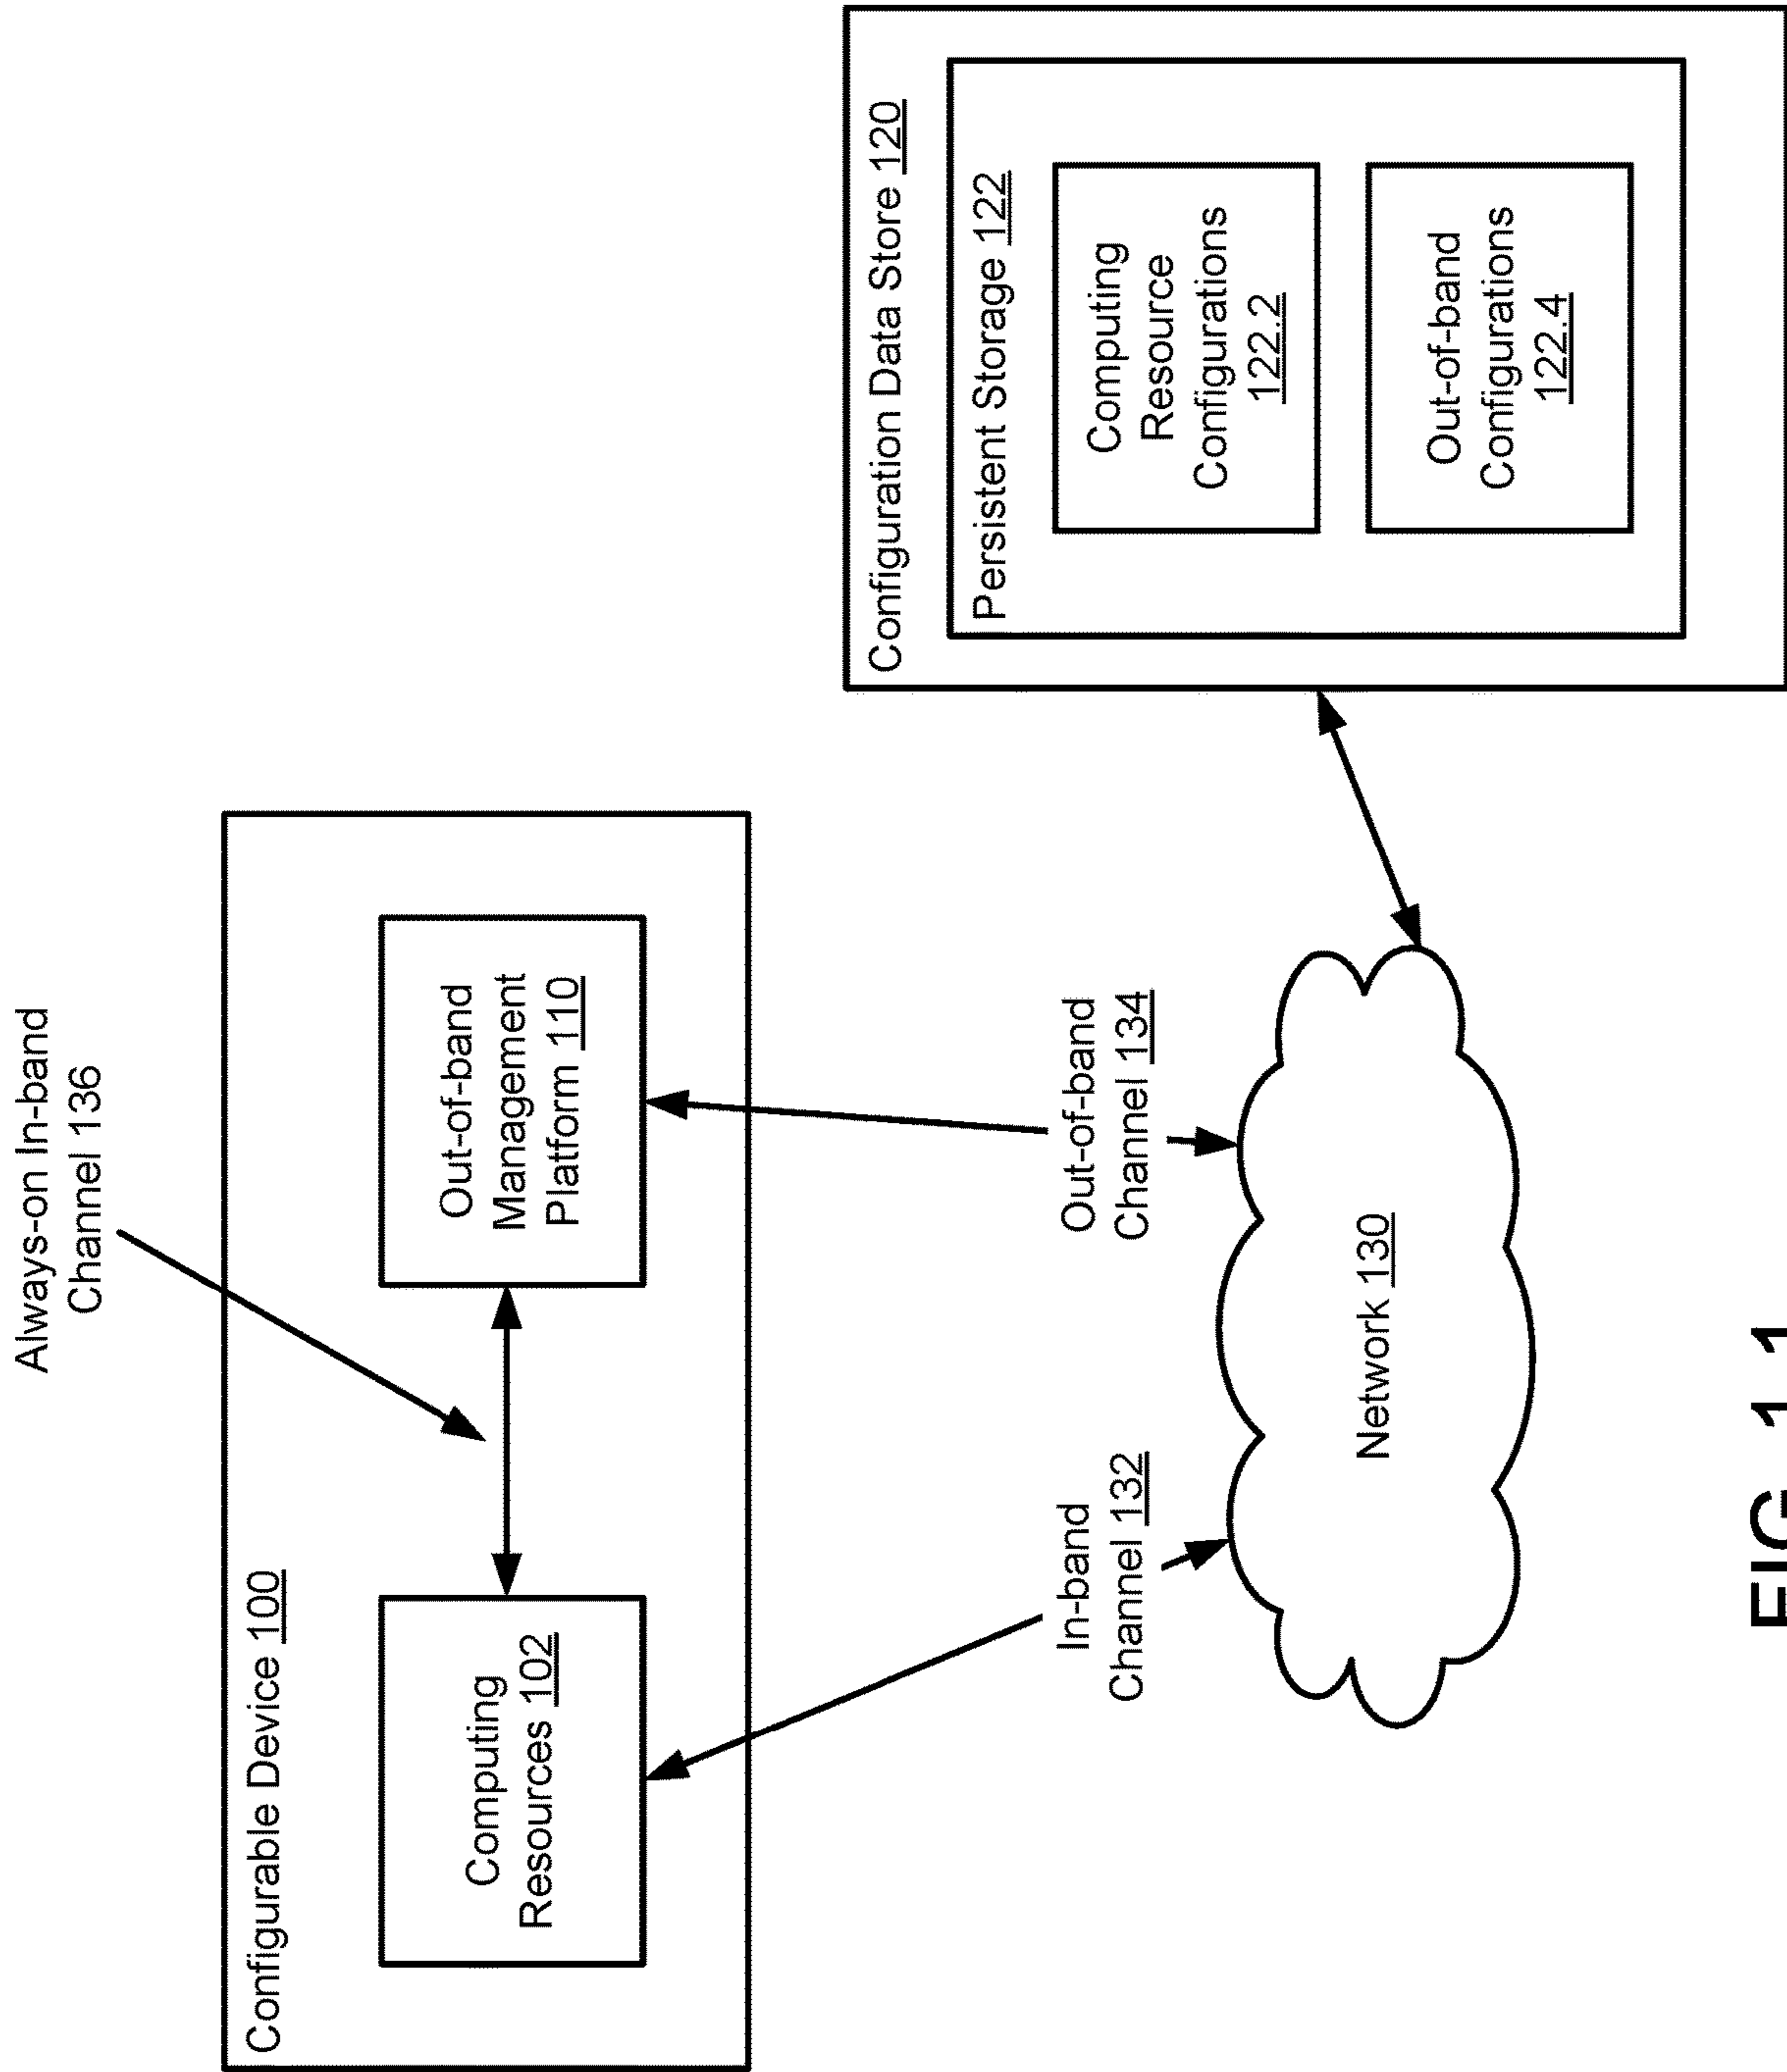 Always-on In-band
Channel 136
Configurable Device 100
Computing
Resources 102
Out-of-band
Management
Platform 110
In-band
Channel 132
Out-of-band
Channel 134
Network 130
Configuration Data Store 120
Persistent Storage 122
Computing
Resource
Configurations
122.2
Out-of-band
Configurations
122.4
FIG. 1.1